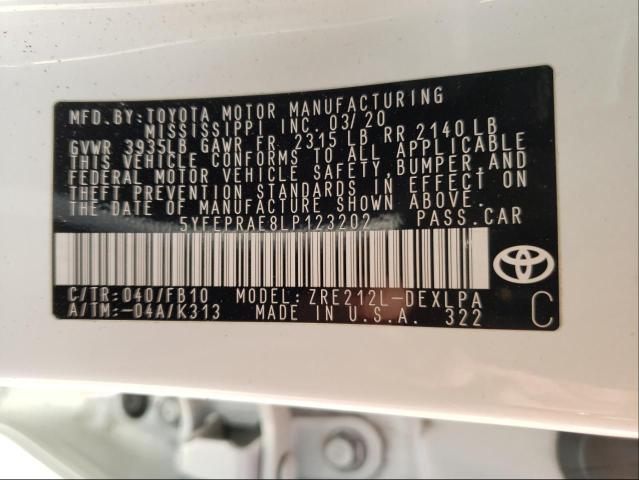 MFD.BY:TOYOTA MOTOR MANUFACTURING
MISSISSIPPI INC. 03/20
GVWR 3935LB GAWR FR. 2315 LB RR 2140LB
THIS VEHICLE CONFORMS TO ALL APPLICABLE
FEDERAL MOTOR VEHICLE SAFETY,BUMPER AND
THEFT PREVENTION STANDARDS IN EFFECT ON
THE DATE OF MANUFACTURE SHOWN ABOVE.
5YFEPRAE8LP123202 PASS.CAR
C/TR:040/FB10 MODEL:ZRE212L-DEXLPA
A/TM:-04A/K313 MADE IN U.S.A. 322 C